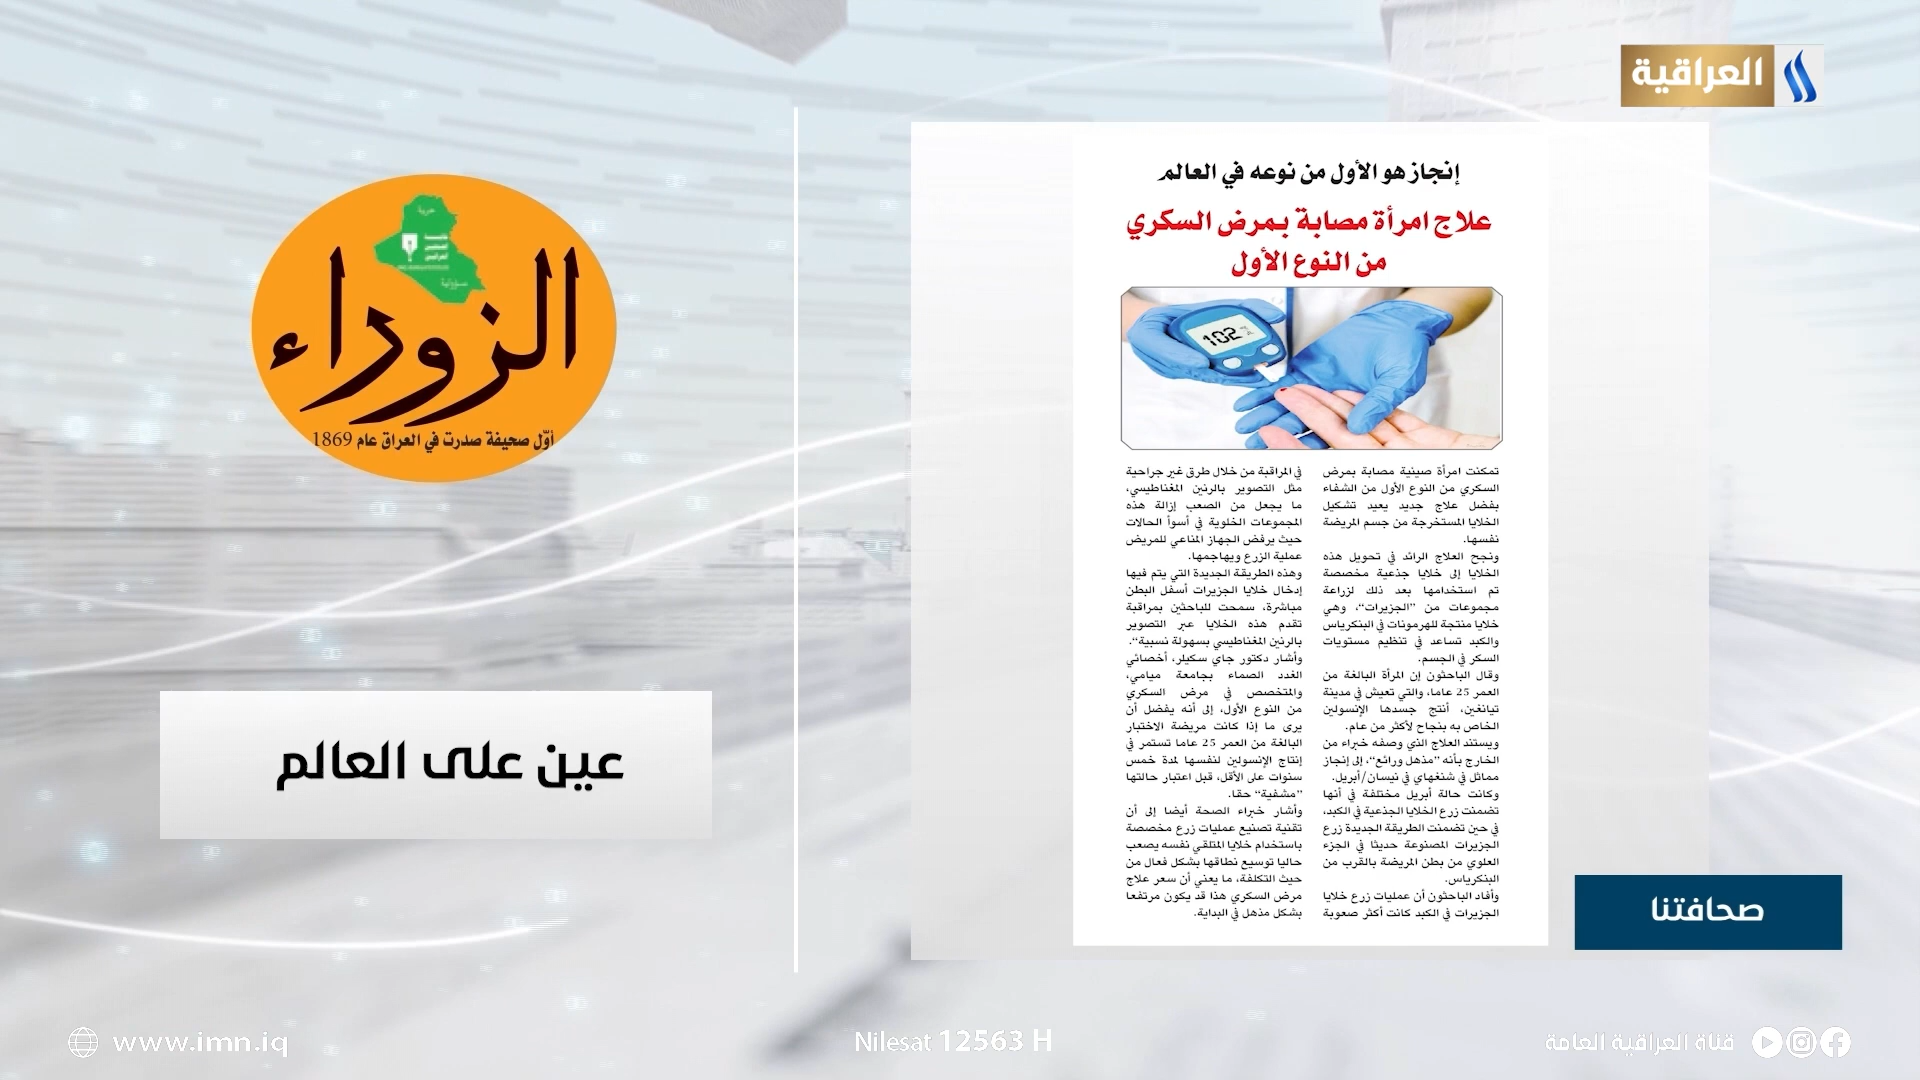 العراقية
إنجاز هو الأول من نوعه في العالم
علاج امرأة مصابة بمرض السكري
من النوع الأول
102
تمكنت امرأة صينية مصابة بمرض
السكري من النوع الأول من الشفاء
بفضل علاج جديد يعيد تشكيل
الخلايا المستخرجة من جسم المريضة
نفسها.
ونجح العلاج الرائد في تحويل هذه
الخلايا إلى خلايا جذعية مخصصة
تم استخدامها بعد ذلك لزراعة
مجموعات من ”الجزيرات“، وهي
خلايا منتجة للهرمونات في البنكرياس
والكبد تساعد في تنظيم مستويات
السكر في الجسم.
وقال الباحثون إن المرأة البالغة من
العمر 25 عاما، والتي تعيش في مدينة
تيانغين، أنتج جسدها الإنسولين
الخاص به بنجاح لأكثر من عام.
ويستند العلاج الذي وصفه خبراء من
الخارج بأنه ”مذهل ورائع“، إلى إنجاز
مماثل في شنغهاي في نيسان/أبريل.
وكانت حالة أبريل مختلفة في أنها
تضمنت زرع الخلايا الجذعية في الكبد،
في حين تضمنت الطريقة الجديدة زرع
الجزيرات المصنوعة حديثا في الجزء
العلوي من بطن المريضة بالقرب من
البنكرياس.
وأفاد الباحثون أن عمليات زرع خلايا
الجزيرات في الكبد كانت أكثر صعوبة
في المراقبة من خلال طرق غير جراحية
مثل التصوير بالرنين المغناطيسي،
ما يجعل من الصعب إزالة هذه
المجموعات الخلوية في أسوأ الحالات
حيث يرفض الجهاز المناعي للمريض
عملية الزرع ويهاجمها.
وهذه الطريقة الجديدة التي يتم فيها
إدخال خلايا الجزيرات أسفل البطن
مباشرة، سمحت للباحثين بمراقبة
تقدم هذه الخلايا عبر التصوير
بالرنين المغناطيسي بسهولة نسبية“.
وأشار دكتور جاي سكيلر، أخصائي
الغدد الصماء بجامعة ميامي،
والمتخصص في مرض السكري
من النوع الأول، إلى أنه يفضل أن
يرى ما إذا كانت مريضة الاختبار
البالغة من العمر 25 عاما تستمر في
إنتاج الإنسولين لنفسها لمدة خمس
سنوات على الأقل، قبل اعتبار حالتها
”مشفية“ حقا.
وأشار خبراء الصحة أيضا إلى أن
تقنية تصنيع عمليات زرع مخصصة
باستخدام خلايا المتلقي نفسه يصعب
حاليا توسيع نطاقها بشكل فعال من
حيث التكلفة، ما يعني أن سعر علاج
مرض السكري هذا قد يكون مرتفعا
بشكل مذهل في البداية.
حرية
مسؤولية
الزوراء
أوّل صحيفة صدرت في العراق عام 1869
عين على العالم
صحافتنا
قناة العراقية العامة
Nilesat 12563 H
www.imn.iq